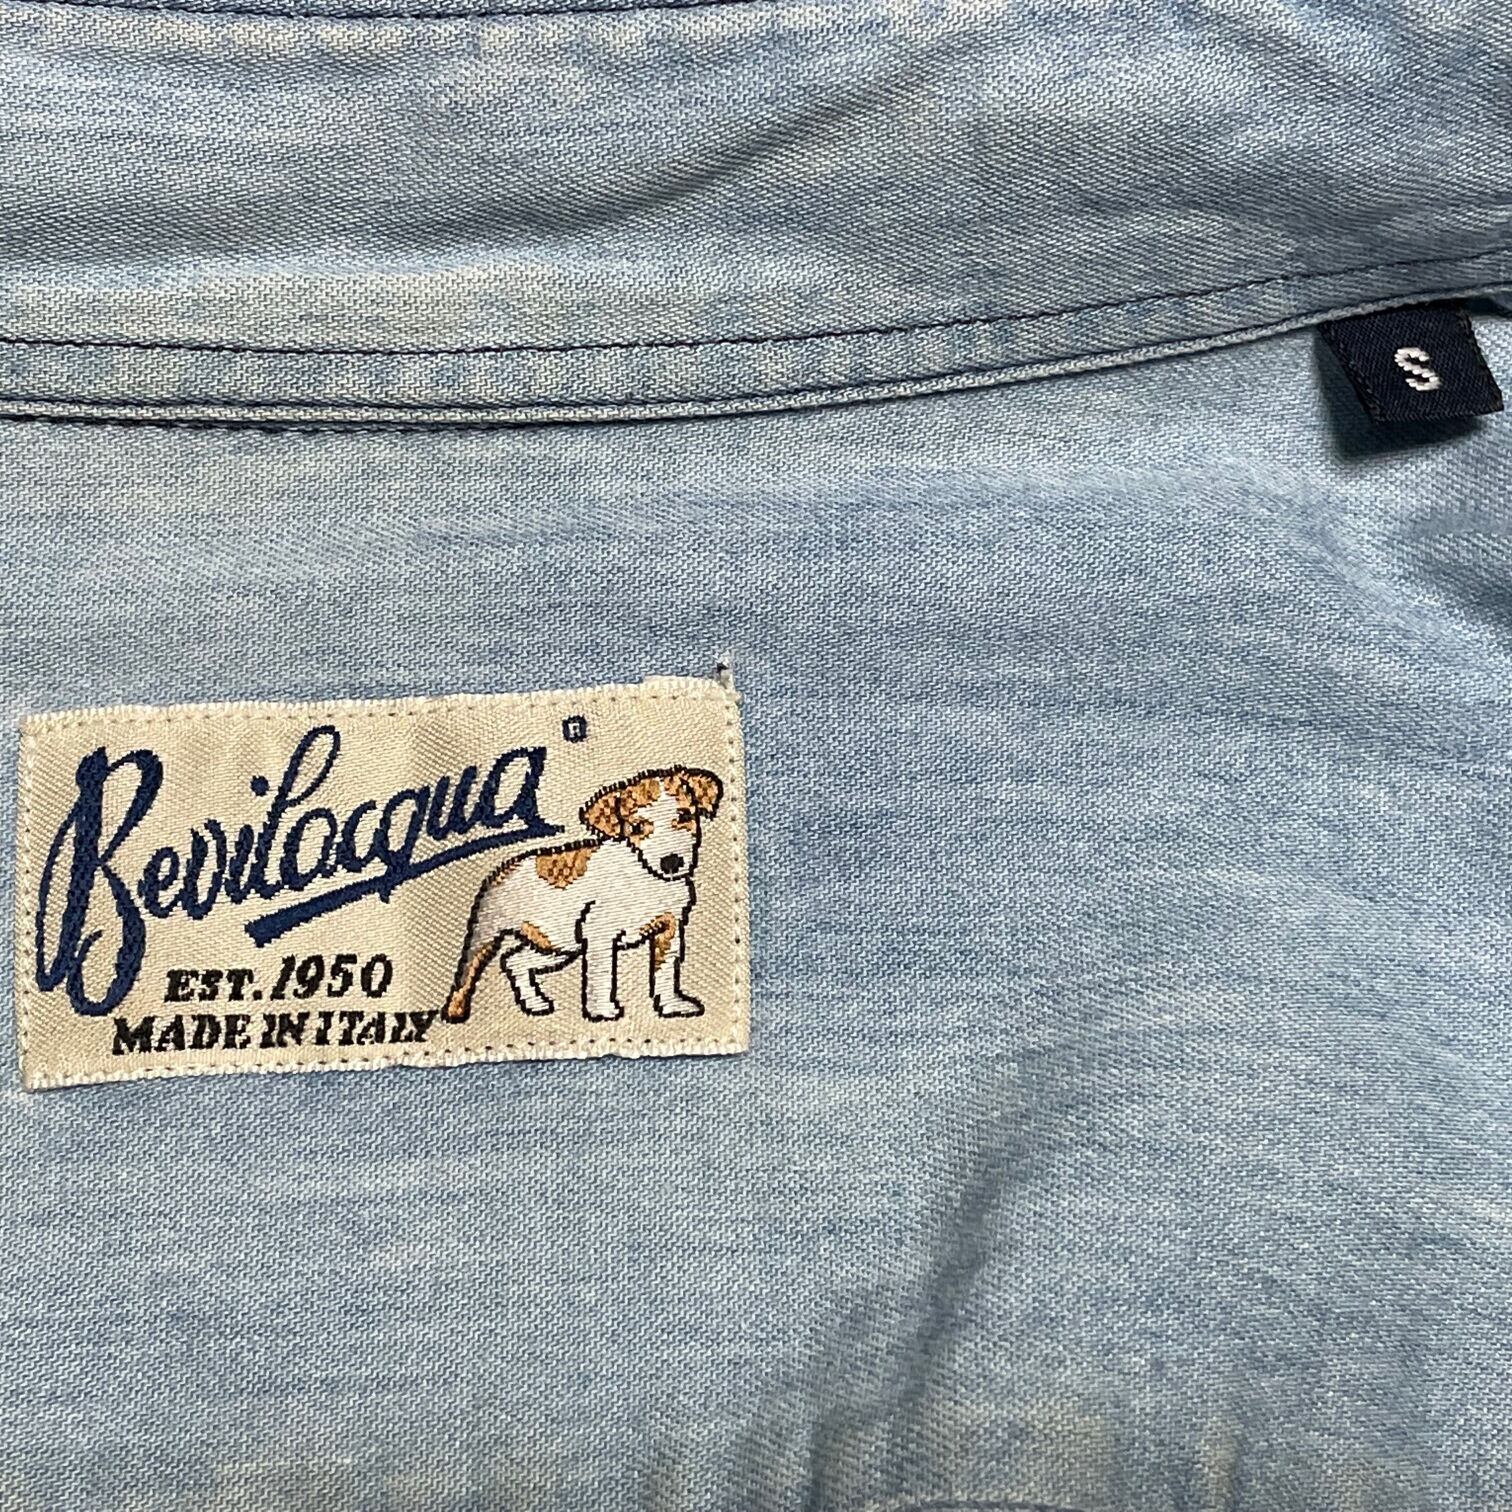 S
Bevilacqua ®
EST. 1950
MADE IN ITALY